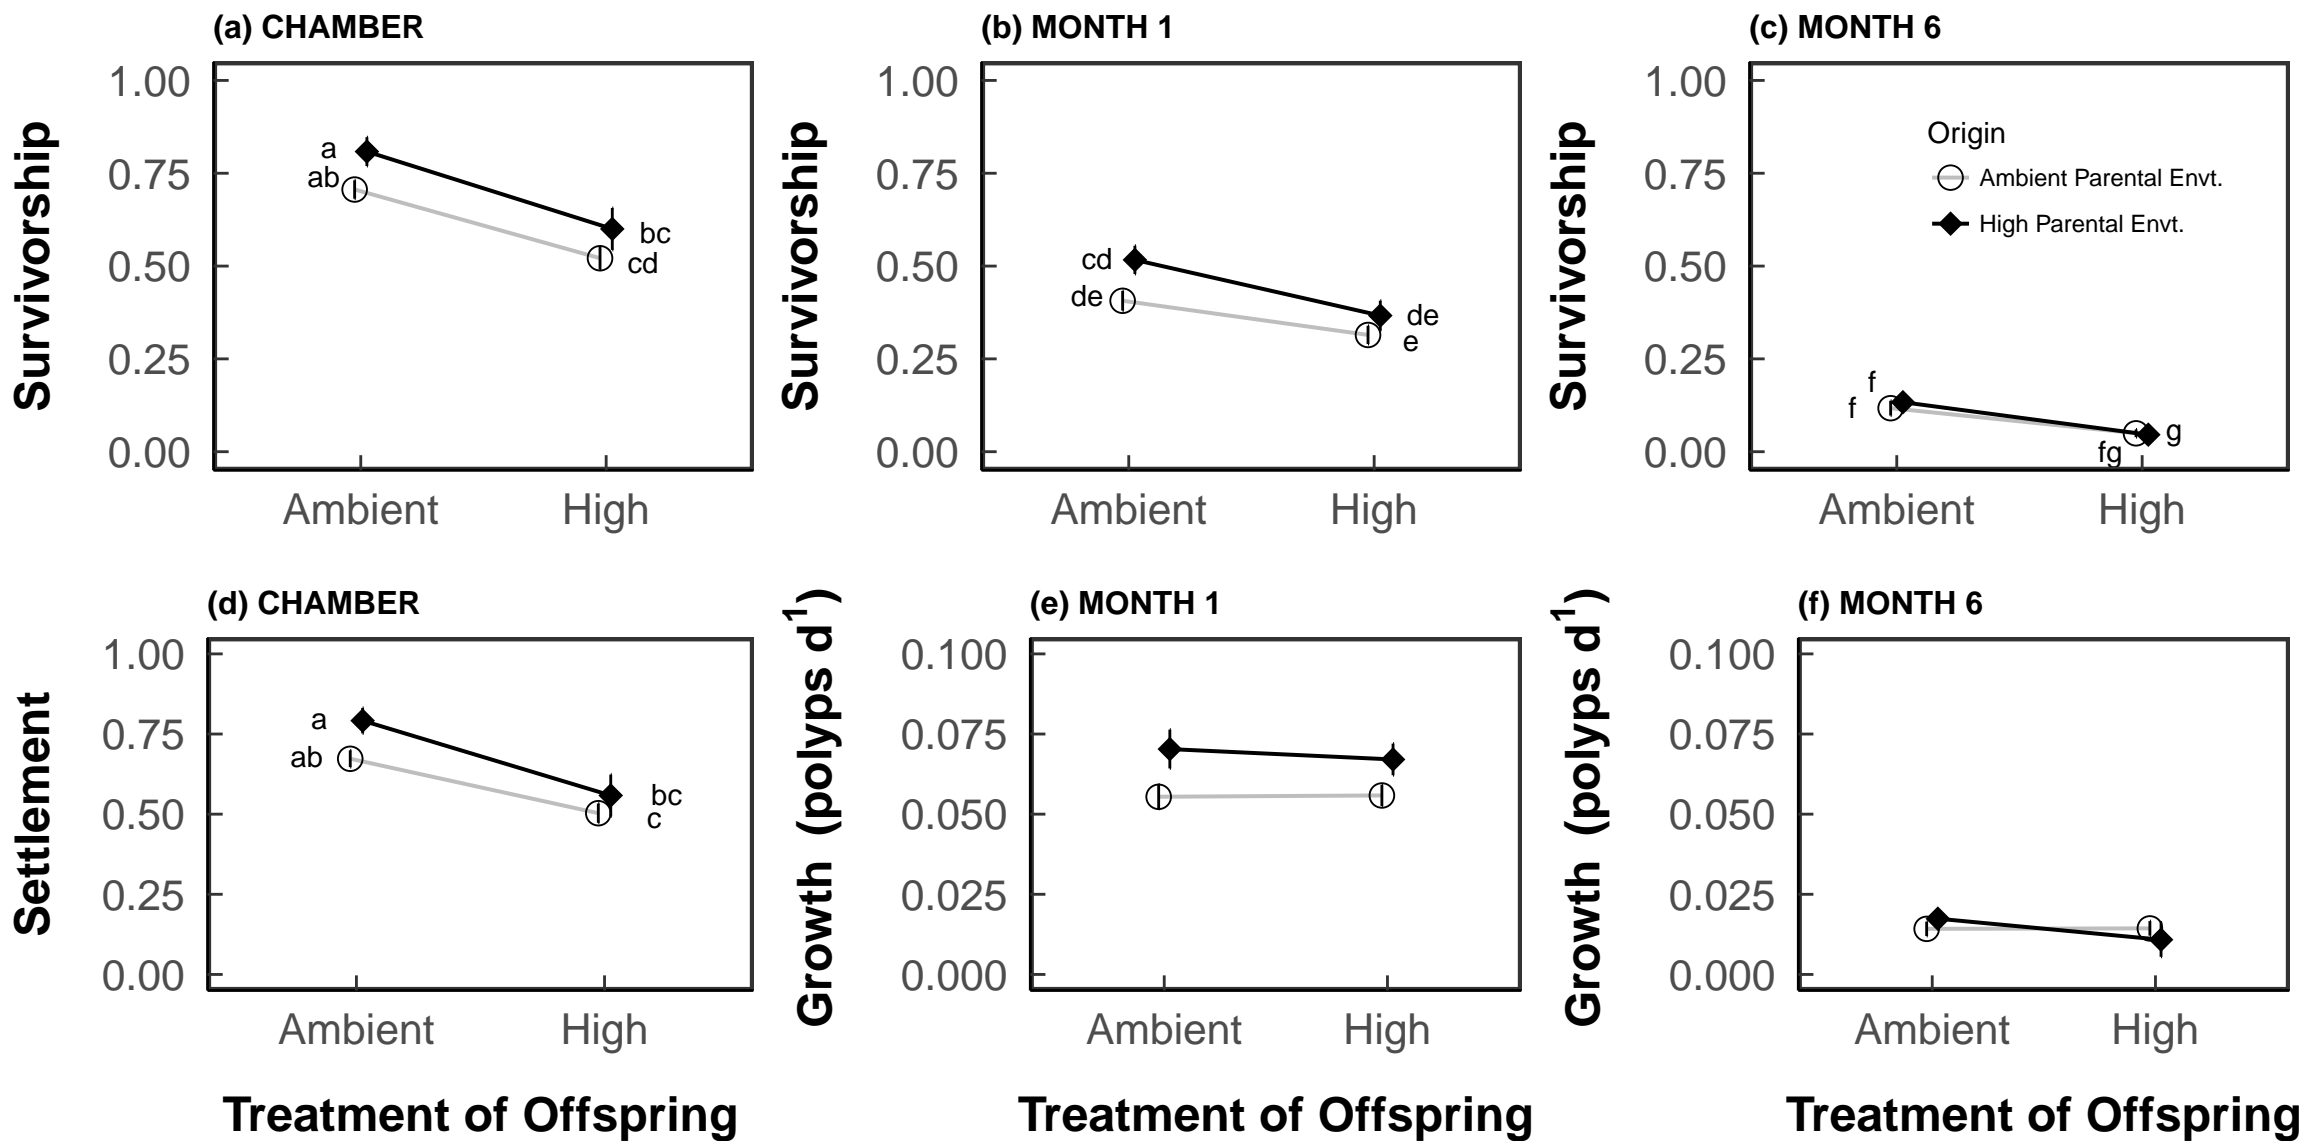 (a) CHAMBER
Survivorship
1.00
0.75
0.50
0.25
0.00
a
ab
bc
cd
Ambient High
(b) MONTH 1
Survivorship
1.00
0.75
0.50
0.25
0.00
cd
de
de
e
Ambient High
(c) MONTH 6
Survivorship
1.00
0.75
0.50
0.25
0.00
Origin
Ambient Parental Envt.
High Parental Envt.
f
f
g
fg
Ambient High
(d) CHAMBER
Settlement
1.00
0.75
0.50
0.25
0.00
a
ab
bc
c
Ambient High
Treatment of Offspring
(e) MONTH 1
Growth (polyps d¹)
0.100
0.075
0.050
0.025
0.000
Ambient High
Treatment of Offspring
(f) MONTH 6
Growth (polyps d¹)
0.100
0.075
0.050
0.025
0.000
Ambient High
Treatment of Offspring